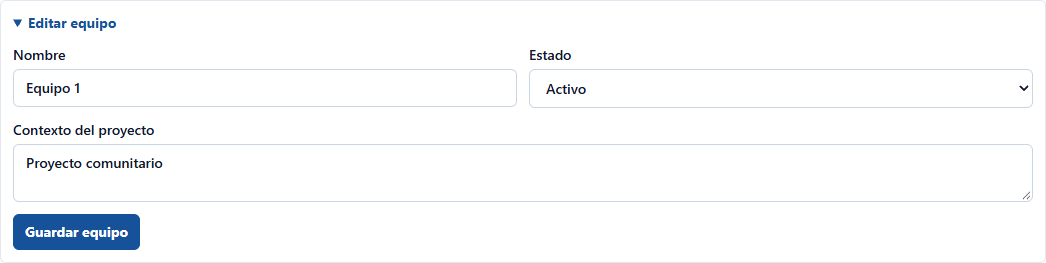 Editar equipo
Nombre
Estado
Equipo 1
Activo
Contexto del proyecto
Proyecto comunitario
Guardar equipo